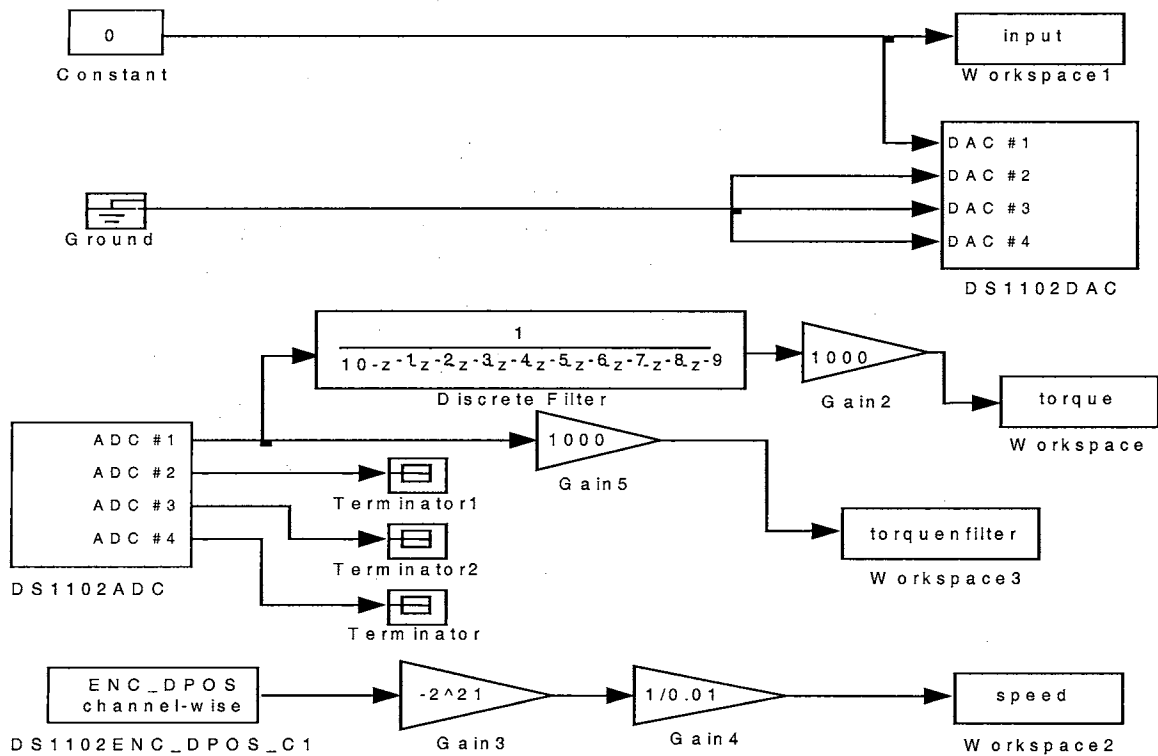 0
Constant
input
Workspace1
DAC #1
DAC #2
DAC #3
DAC #4
DS1102DAC
Ground
1
10-z-1-z-2-z-3-z-4-z-5-z-6-z-7-z-8-z-9
Discrete Filter
1000
Gain2
torque
Workspace
ADC #1
ADC #2
ADC #3
ADC #4
DS1102ADC
1000
Gain5
Terminator1
Terminator2
Terminator
torquenfilter
Workspace3
ENC_DPOS
channel-wise
DS1102ENC_DPOS_C1
-2^21
Gain3
1/0.01
Gain4
speed
Workspace2